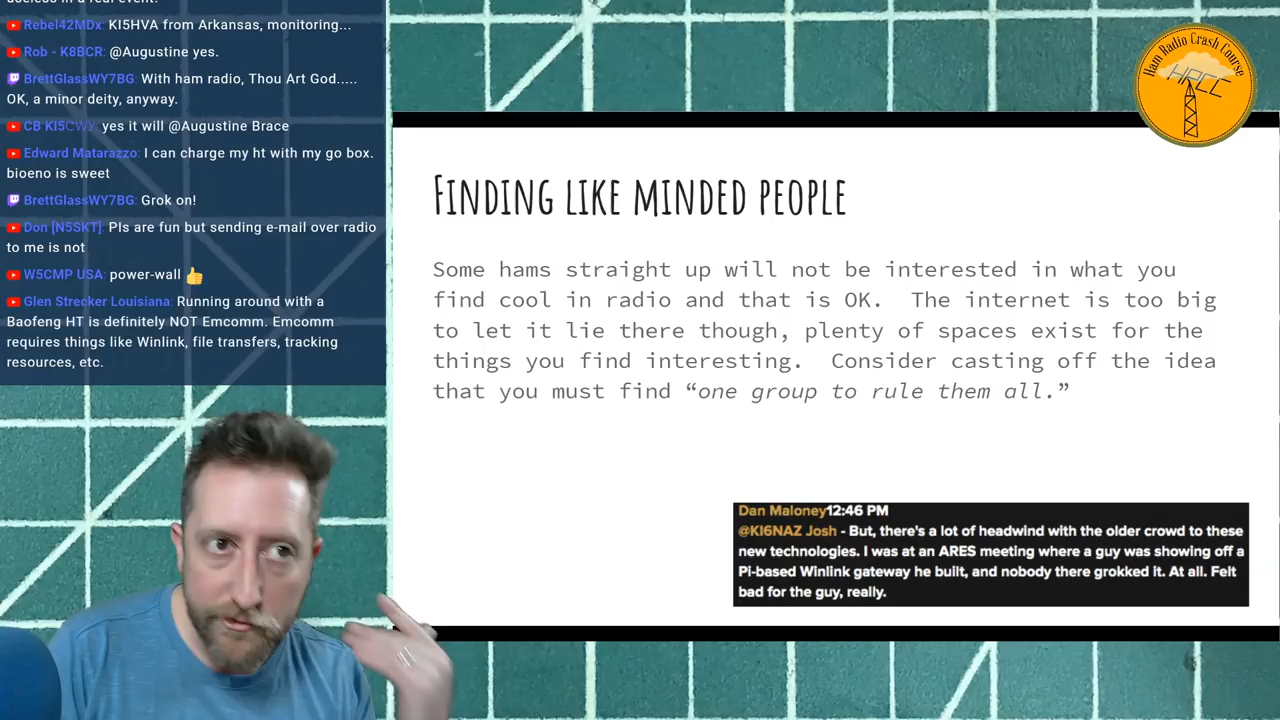 useless in a real event.
Rebel42MDx: KI5HVA from Arkansas, monitoring...
Rob - K8BCR: @Augustine yes.
BrettGlassWY7BG: With ham radio, Thou Art God.....
OK, a minor deity, anyway.
CB KI5CWX: yes it will @Augustine Brace
Edward Matarazzo: I can charge my ht with my go box.
bioeno is sweet
BrettGlassWY7BG: Grok on!
Don [N5SKT]: PIs are fun but sending e-mail over radio
to me is not
W5CMP USA: power-wall 👍
Glen Strecker Louisiana: Running around with a
Baofeng HT is definitely NOT Emcomm. Emcomm
requires things like Winlink, file transfers, tracking
resources, etc.
Ham Radio Crash Course
HRCC
Finding like minded people
Some hams straight up will not be interested in what you
find cool in radio and that is OK. The internet is too big
to let it lie there though, plenty of spaces exist for the
things you find interesting. Consider casting off the idea
that you must find “one group to rule them all.”
Dan Maloney12:46 PM
@KI6NAZ Josh - But, there's a lot of headwind with the older crowd to these
new technologies. I was at an ARES meeting where a guy was showing off a
Pi-based Winlink gateway he built, and nobody there grokked it. At all. Felt
bad for the guy, really.